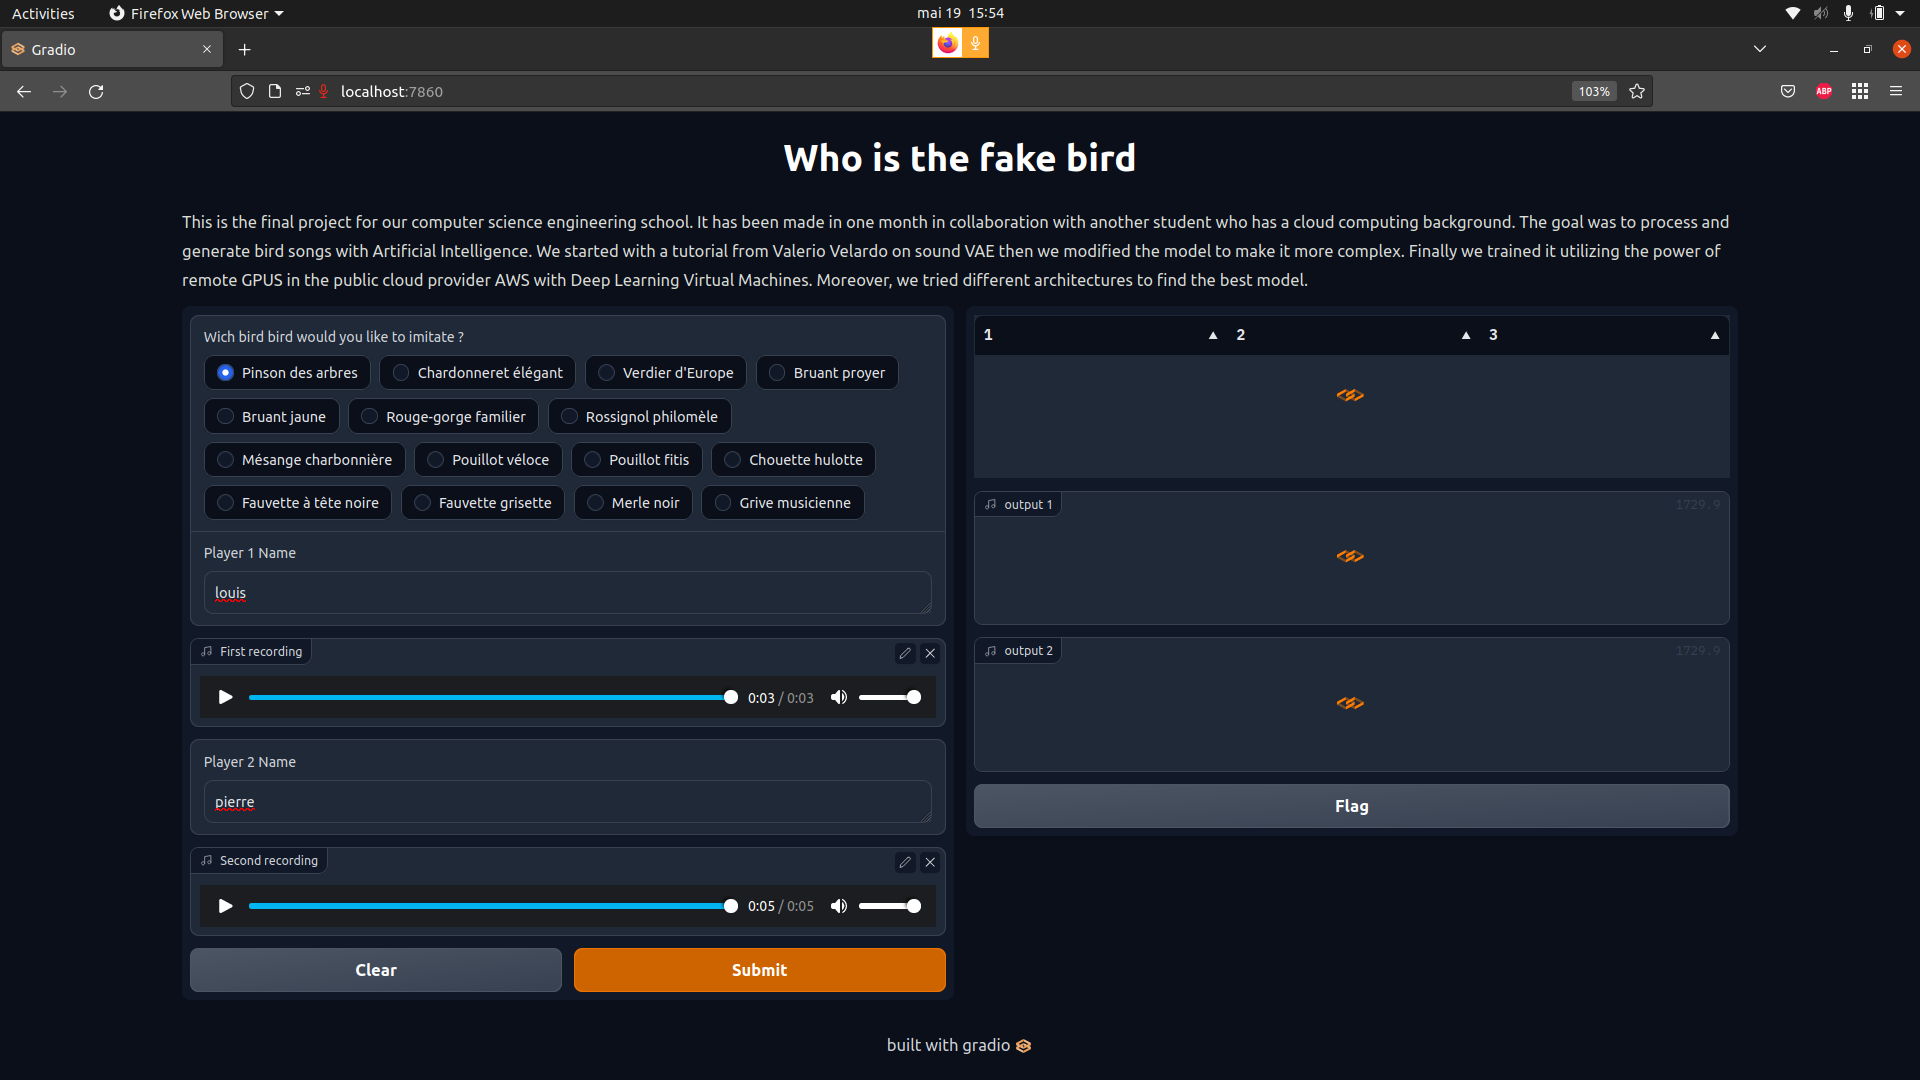 Activities Firefox Web Browser mai 19 15:54
Gradio
localhost:7860 103% ABP
Who is the fake bird
This is the final project for our computer science engineering school. It has been made in one month in collaboration with another student who has a cloud computing background. The goal was to process and
generate bird songs with Artificial Intelligence. We started with a tutorial from Valerio Velardo on sound VAE then we modified the model to make it more complex. Finally we trained it utilizing the power of
remote GPUS in the public cloud provider AWS with Deep Learning Virtual Machines. Moreover, we tried different architectures to find the best model.
Wich bird bird would you like to imitate ?
Pinson des arbres Chardonneret élégant Verdier d'Europe Bruant proyer
Bruant jaune Rouge-gorge familier Rossignol philomèle
Mésange charbonnière Pouillot véloce Pouillot fitis Chouette hulotte
Fauvette à tête noire Fauvette grisette Merle noir Grive musicienne
Player 1 Name
louis
First recording
0:03 / 0:03
Player 2 Name
pierre
Second recording
0:05 / 0:05
Clear Submit
1 2 3
output 1 1729.9
output 2 1729.9
Flag
built with gradio